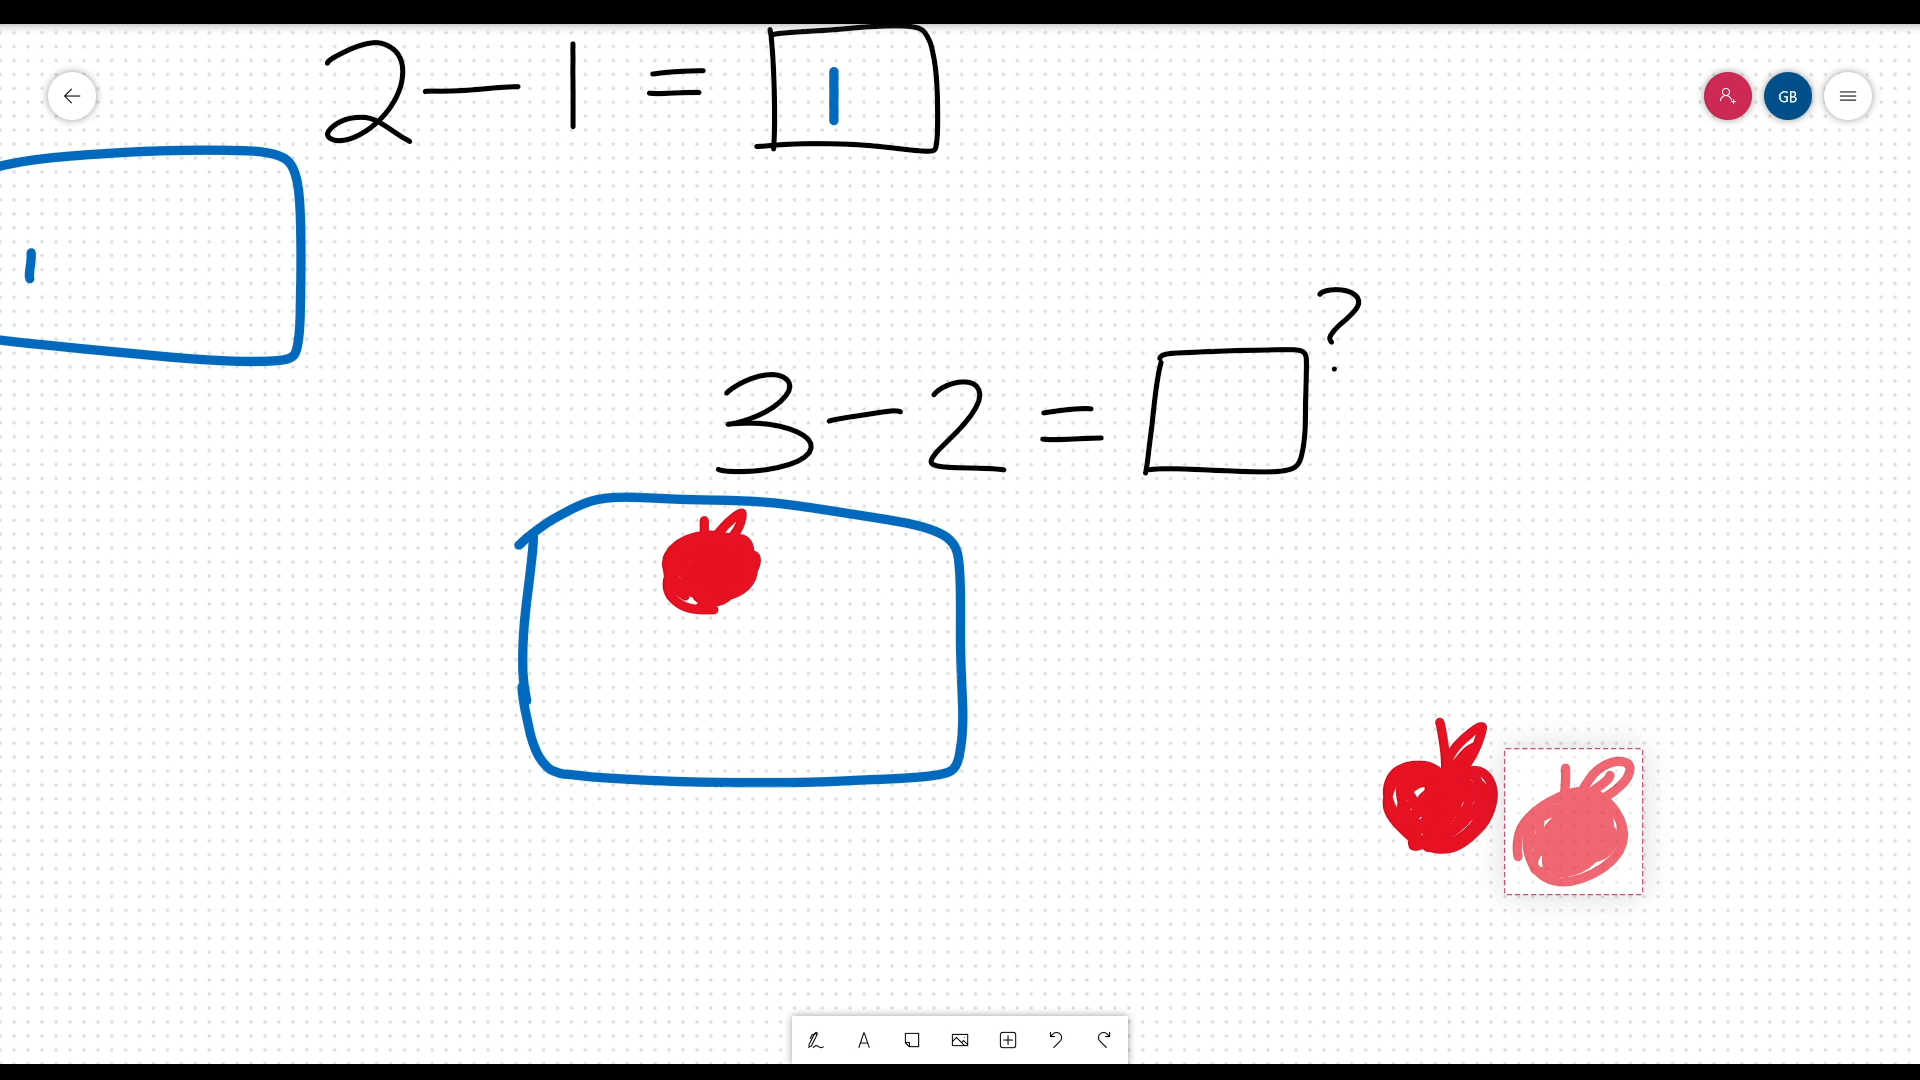 2 - 1 = 1
GB
1
?
3 - 2 =
A